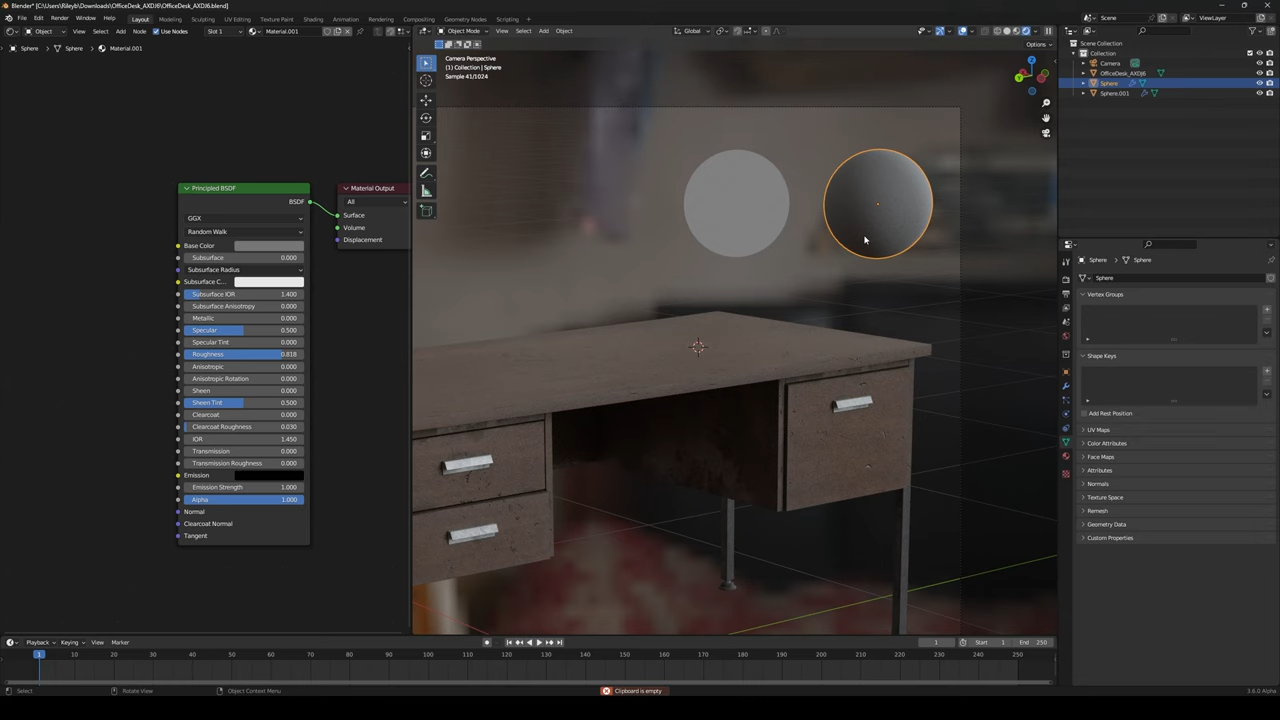 Blender* [C:\Users\Rileyb\Downloads\OfficeDesk_AXDJ6\OfficeDesk_AXDJ6.blend]
File Edit Render Window Help Layout Modeling Sculpting UV Editing Texture Paint Shading Animation Rendering Compositing Geometry Nodes Scripting + Scene ViewLayer
Object View Select Add Node Use Nodes Slot 1 Material.001
Object Mode View Select Add Object Global
Sphere > Sphere > Material.001
Options
Camera Perspective
(1) Collection | Sphere
Sample 41/1024
Principled BSDF
BSDF
GGX
Random Walk
Base Color
Subsurface 0.000
Subsurface Radius
Subsurface C...
Subsurface IOR 1.400
Subsurface Anisotropy 0.000
Metallic 0.000
Specular 0.500
Specular Tint 0.000
Roughness 0.818
Anisotropic 0.000
Anisotropic Rotation 0.000
Sheen 0.000
Sheen Tint 0.500
Clearcoat 0.000
Clearcoat Roughness 0.030
IOR 1.450
Transmission 0.000
Transmission Roughness 0.000
Emission
Emission Strength 1.000
Alpha 1.000
Normal
Clearcoat Normal
Tangent
Material Output
All
Surface
Volume
Displacement
Scene Collection
Collection
Camera
OfficeDesk_AXDJ6
Sphere
Sphere.001
Sphere > Sphere
Sphere
Vertex Groups
Shape Keys
Add Rest Position
UV Maps
Color Attributes
Face Maps
Attributes
Normals
Texture Space
Remesh
Geometry Data
Custom Properties
Playback Keying View Marker 1 Start 1 End 250
1 10 20 30 40 50 60 70 80 90 100 110 120 130 140 150 160 170 180 190 200 210 220 230 240 250
Select Rotate View Object Context Menu Clipboard is empty 3.6.0 Alpha